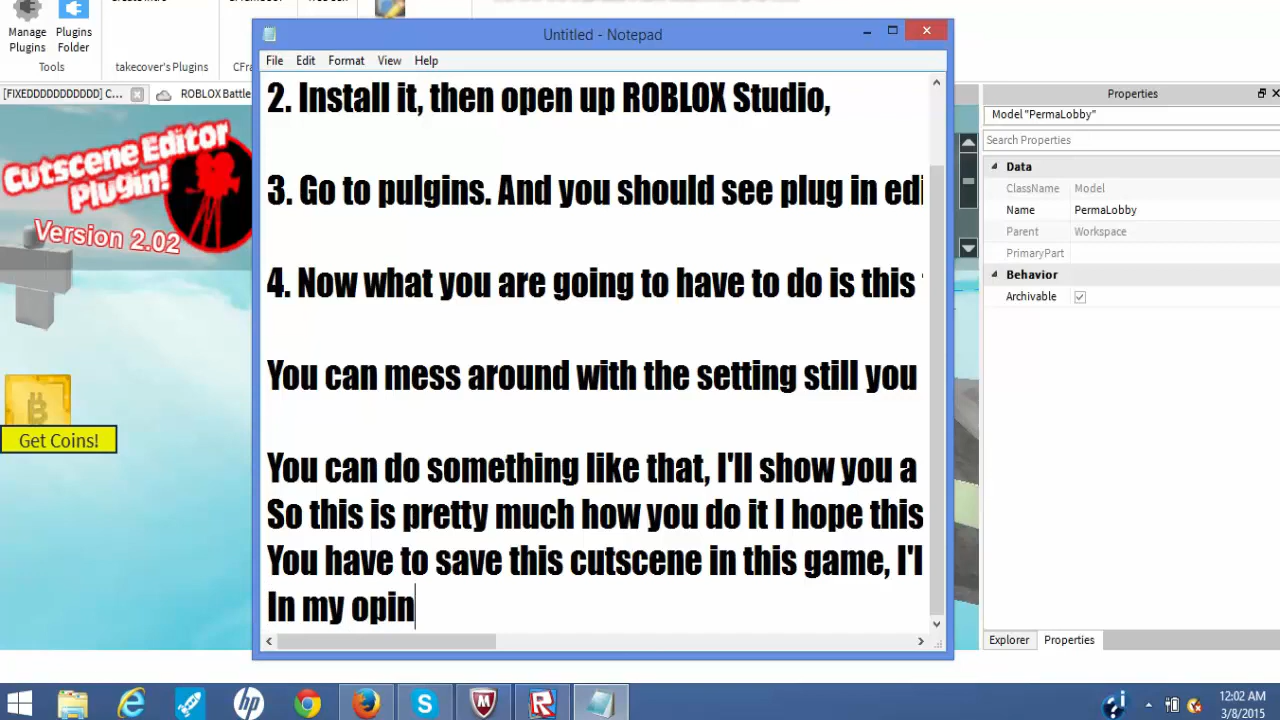 Manage
Plugins
Plugins
Folder
Tools
takeover's Plugins
Untitled - Notepad
File Edit Format View Help
[FIXEDDDDDDDDDD] C...
ROBLOX Battle
Cutscene Editor
Plugin!
Version 2.02
Get Coins!
2. Install it, then open up ROBLOX Studio,
3. Go to pulgins. And you should see plug in edi
4. Now what you are going to have to do is this
You can mess around with the setting still you
You can do something like that, I'll show you a
So this is pretty much how you do it I hope this
You have to save this cutscene in this game, I'l
In my opin
Properties
Model "PermaLobby"
Search Properties
Data
ClassName Model
Name PermaLobby
Parent Workspace
PrimaryPart
Behavior
Archivable
Explorer Properties
12:02 AM
3/8/2015